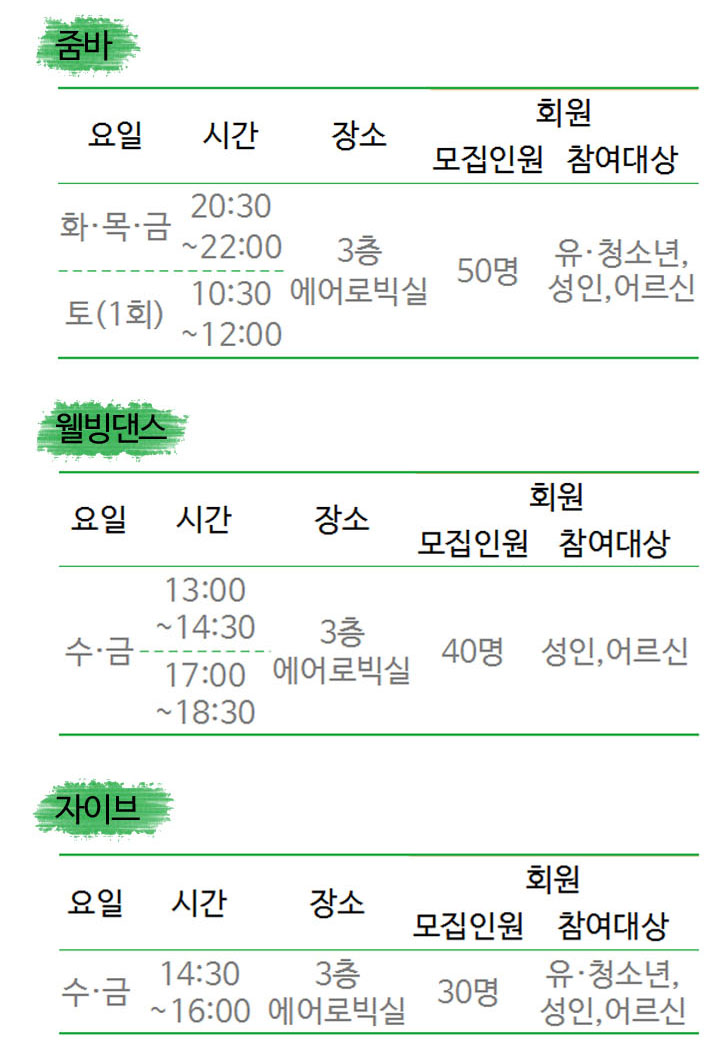 줌바
요일 시간 장소 회원
모집인원 참여대상
화·목·금 20:30
~22:00
토(1회) 10:30
~12:00
3층
에어로빅실
50명
유·청소년,
성인,어르신
웰빙댄스
요일 시간 장소 회원
모집인원 참여대상
수·금
13:00
~14:30
17:00
~18:30
3층
에어로빅실
40명
성인,어르신
자이브
요일 시간 장소 회원
모집인원 참여대상
수·금
14:30
~16:00
3층
에어로빅실
30명
유·청소년,
성인,어르신